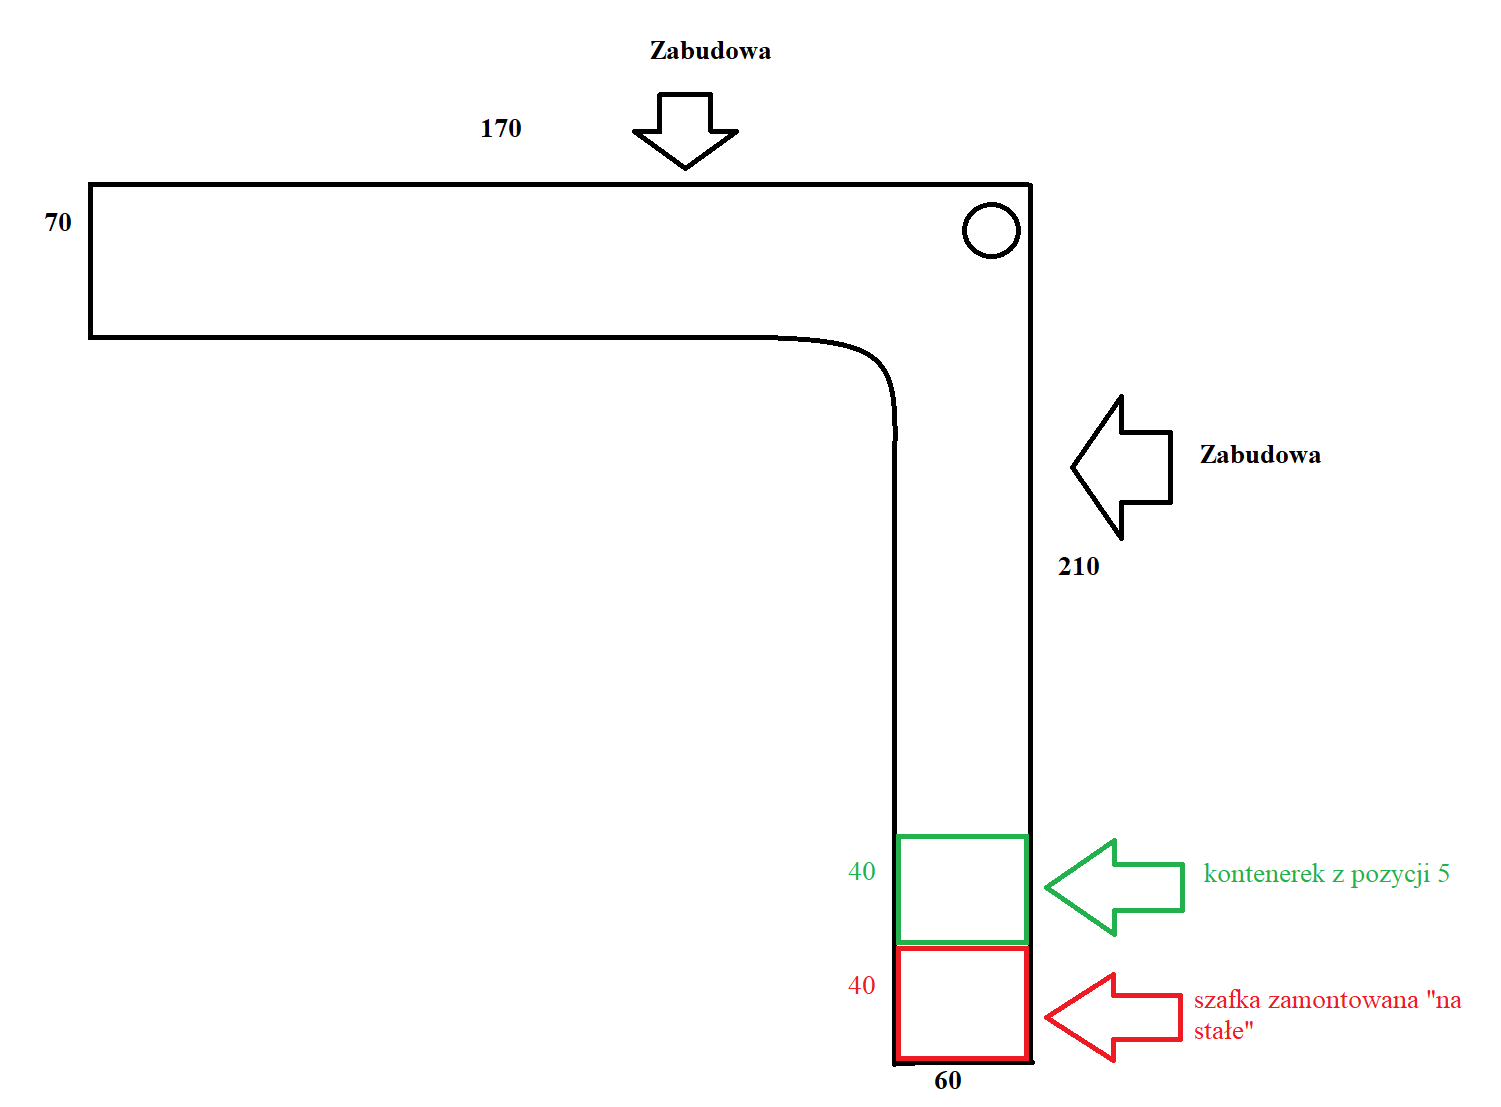 Zabudowa
170
70
Zabudowa
210
40
kontenerek z pozycji 5
40
szafka zamontowana "na
stałe"
60